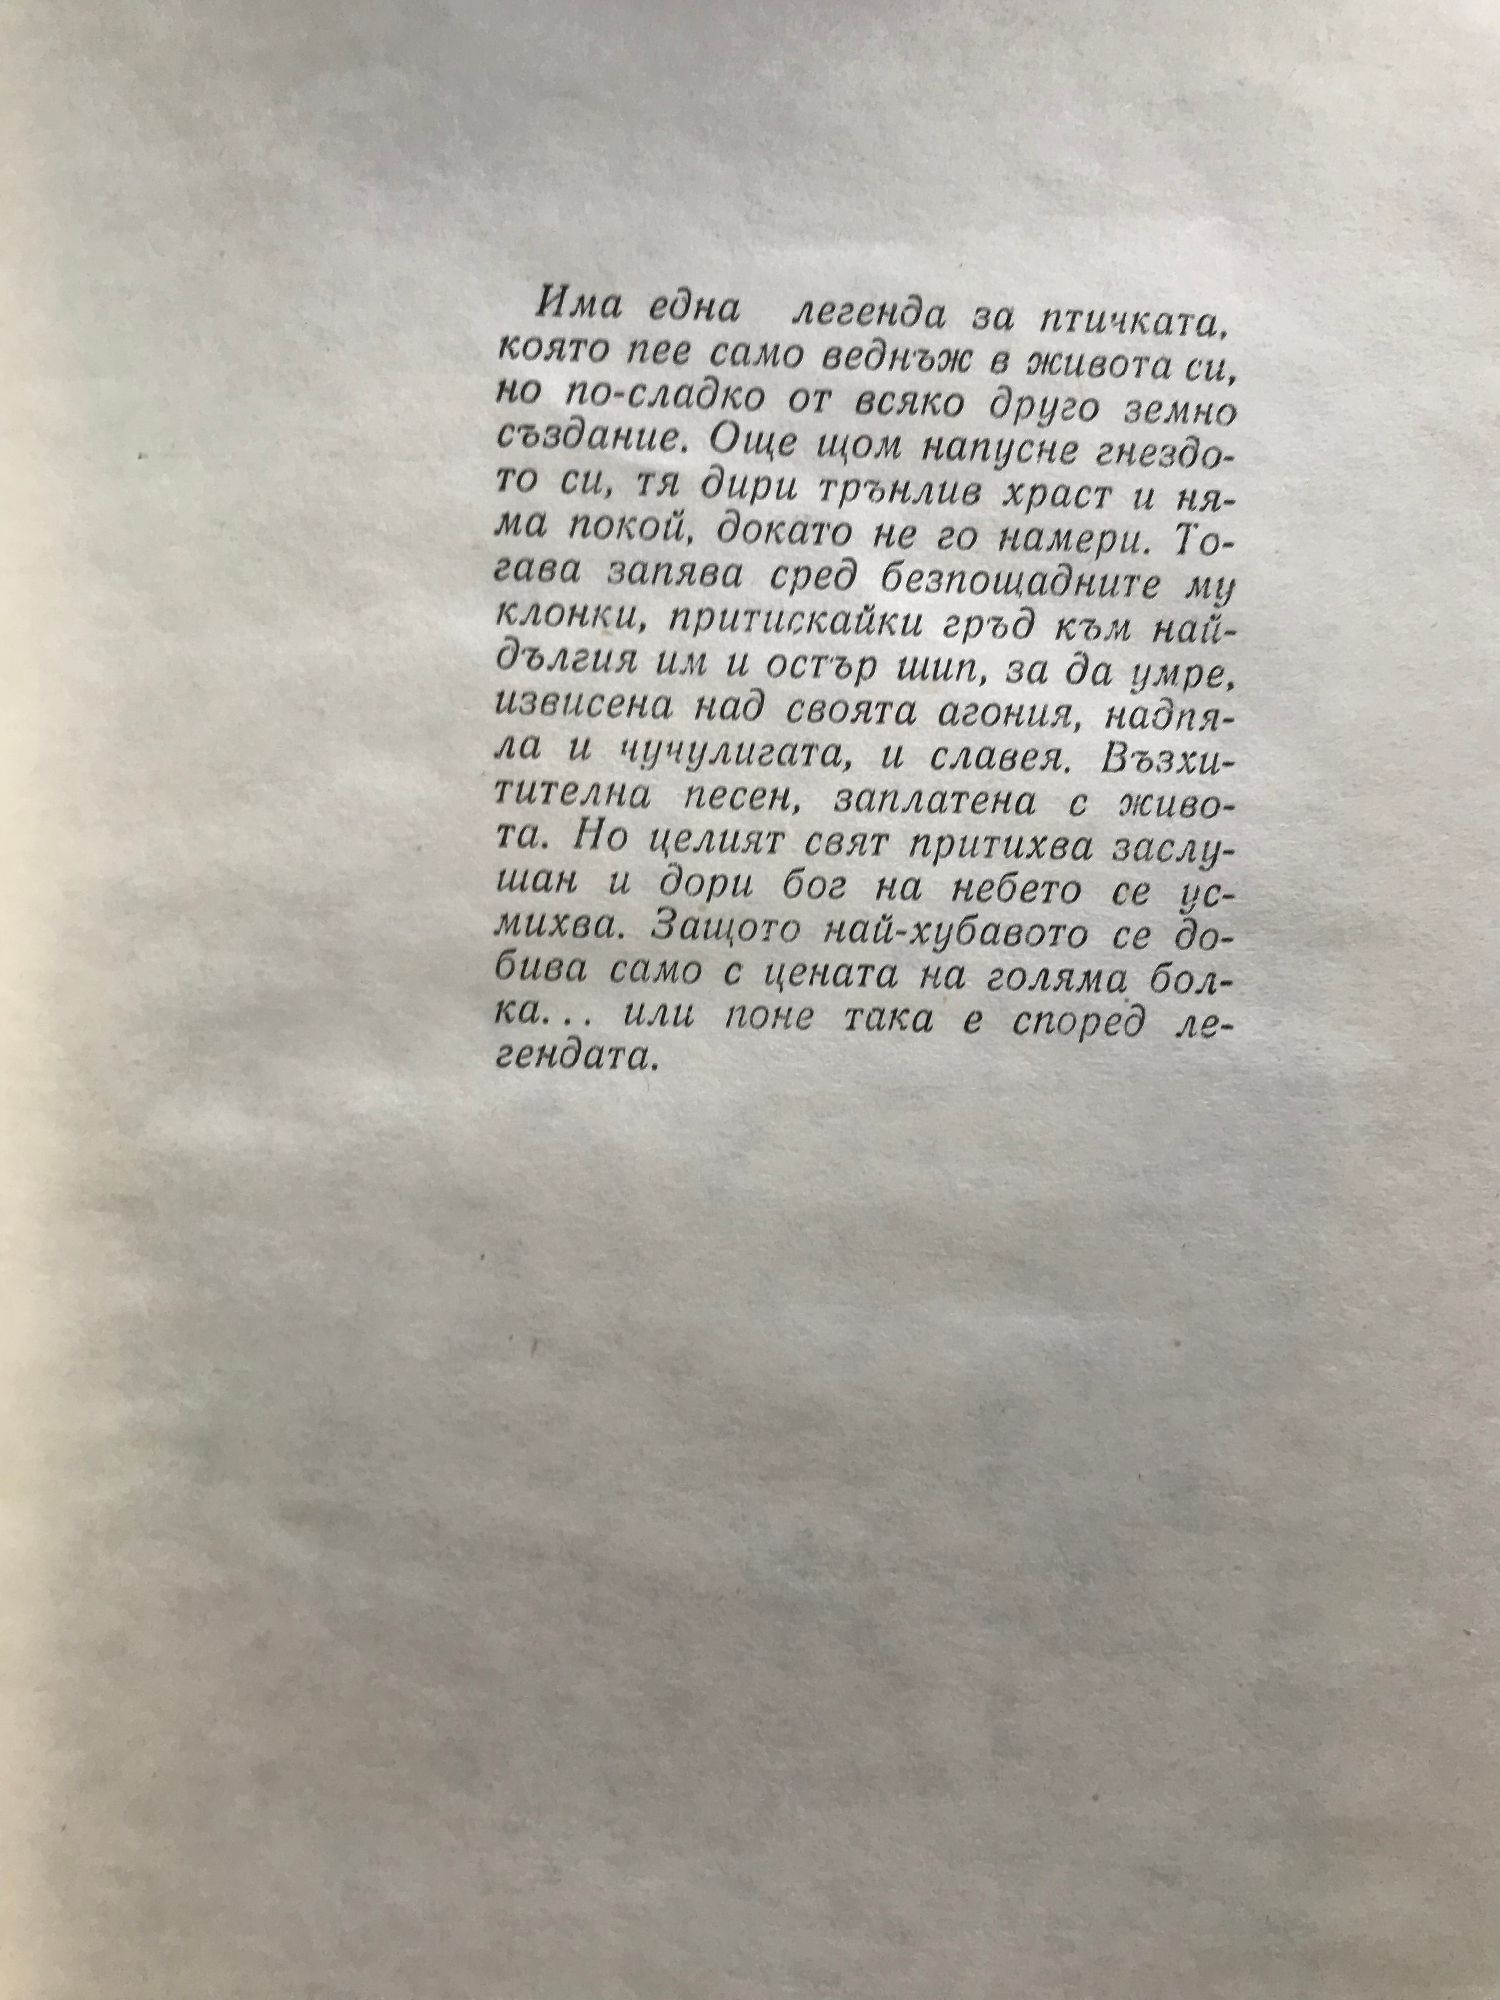 Има една легенда за птичката,
която пее само веднъж в живота си,
но по-сладко от всяко друго земно
създание. Още щом напусне гнездо-
то си, тя дири трънлив храст и ня-
ма покой, докато не го намери. То-
гава запява сред безпощадните му
клонки, притискайки гръд към най-
дългия им и остър шип, за да умре,
извисена над своята агония, надпя-
ла и чучулигата, и славея. Възхи-
тителна песен, заплатена с живо-
та. Но целият свят притихва заслу-
шан и дори бог на небето се ус-
михва. Защото най-хубавото се до-
бива само с цената на голяма бол-
ка... или поне така е според ле-
гендата.